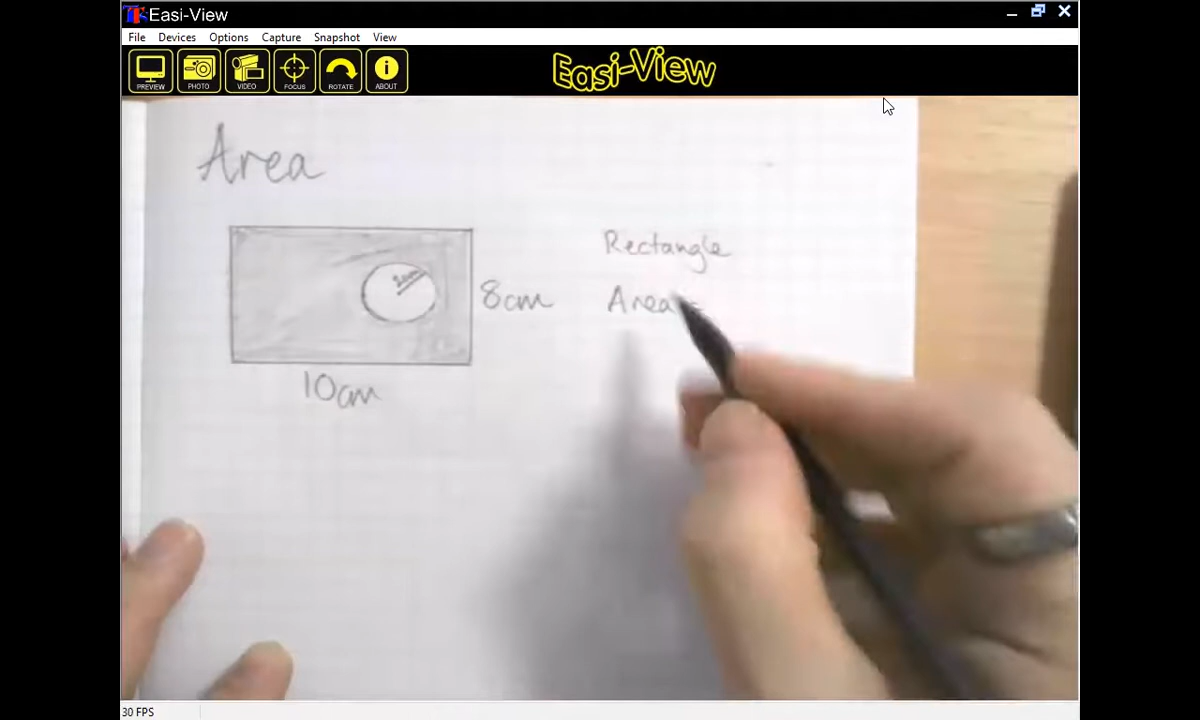 Easi-View
File Devices Options Capture Snapshot View
PREVIEW PHOTO VIDEO FOCUS ROTATE ABOUT
Easi-View
Area
Rectangle
8cm
Area
10cm
30 FPS